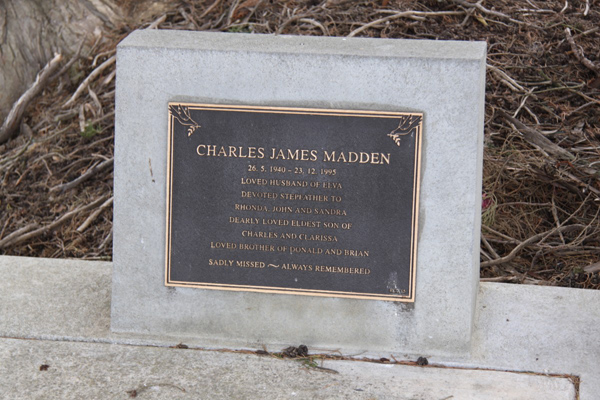 CHARLES JAMES MADDEN
26. 5. 1940 – 23. 12. 1995
LOVED HUSBAND OF ELVA
DEVOTED STEPFATHER TO
RHONDA, JOHN AND SANDRA
DEARLY LOVED ELDEST SON OF
CHARLES AND CLARISSA
LOVED BROTHER OF DONALD AND BRIAN
SADLY MISSED ~ ALWAYS REMEMBERED